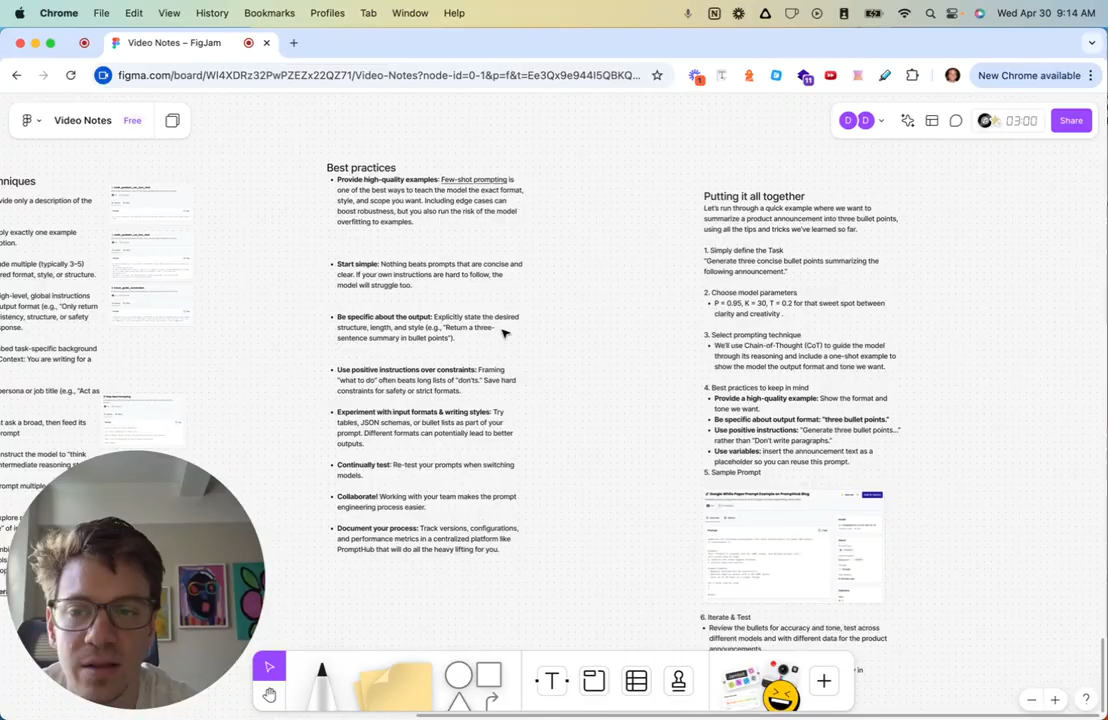 Chrome File Edit View History Bookmarks Profiles Tab Window Help
Wed Apr 30 9:14 AM
Video Notes – FigJam
figma.com/board/WI4XDRz32PwPZEZx22QZ71/Video-Notes?node-id=0-1&p=f&t=Ee3Qx9e944I5QBKQ...
1
11
New Chrome available
Video Notes
Free
D
D
03:00
Share
niques
vide only a description of the
ply exactly one example
ption.
ude multiple (typically 3–5)
red format, style, or structure.
igh-level, global instructions
utput format (e.g., "Only return
istency, structure, or safety
sponse.
bed task-specific background
Context: You are writing for a
persona or job title (e.g., "Act as
st ask a broad, then feed its
rompt
nstruct the model to "think
ntermediate reasoning
rompt multiple
Best practices
• Provide high-quality examples: Few-shot prompting is
one of the best ways to teach the model the exact format,
style, and scope you want. Including edge cases can
boost robustness, but you also run the risk of the model
overfitting to examples.
• Start simple: Nothing beats prompts that are concise and
clear. If your own instructions are hard to follow, the
model will struggle too.
• Be specific about the output: Explicitly state the desired
structure, length, and style (e.g., "Return a three-
sentence summary in bullet points").
• Use positive instructions over constraints: Framing
"what to do" often beats long lists of "don'ts." Save hard
constraints for safety or strict formats.
• Experiment with input formats & writing styles: Try
tables, JSON schemas, or bullet lists as part of your
prompt. Different formats can potentially lead to better
outputs.
• Continually test: Re-test your prompts when switching
models.
• Collaborate! Working with your team makes the prompt
engineering process easier.
• Document your process: Track versions, configurations,
and performance metrics in a centralized platform like
PromptHub that will do all the heavy lifting for you.
Putting it all together
Let's run through a quick example where we want to
summarize a product announcement into three bullet points,
using all the tips and tricks we've learned so far.
1. Simply define the Task
"Generate three concise bullet points summarizing the
following announcement."
2. Choose model parameters
• P = 0.95, K = 30, T = 0.2 for that sweet spot between
clarity and creativity .
3. Select prompting technique
• We'll use Chain-of-Thought (CoT) to guide the model
through its reasoning and include a one-shot example to
show the model the output format and tone we want.
4. Best practices to keep in mind
• Provide a high-quality example: Show the format and
tone we want.
• Be specific about output format: "three bullet points."
• Use positive instructions: "Generate three bullet points..."
rather than "Don't write paragraphs."
• Use variables: insert the announcement text as a
placeholder so you can reuse this prompt.
5. Sample Prompt
Google White Paper Prompt Example on PromptHub Blog
6. Iterate & Test
• Review the bullets for accuracy and tone, test across
different models and with different data for the product
announcements.
T